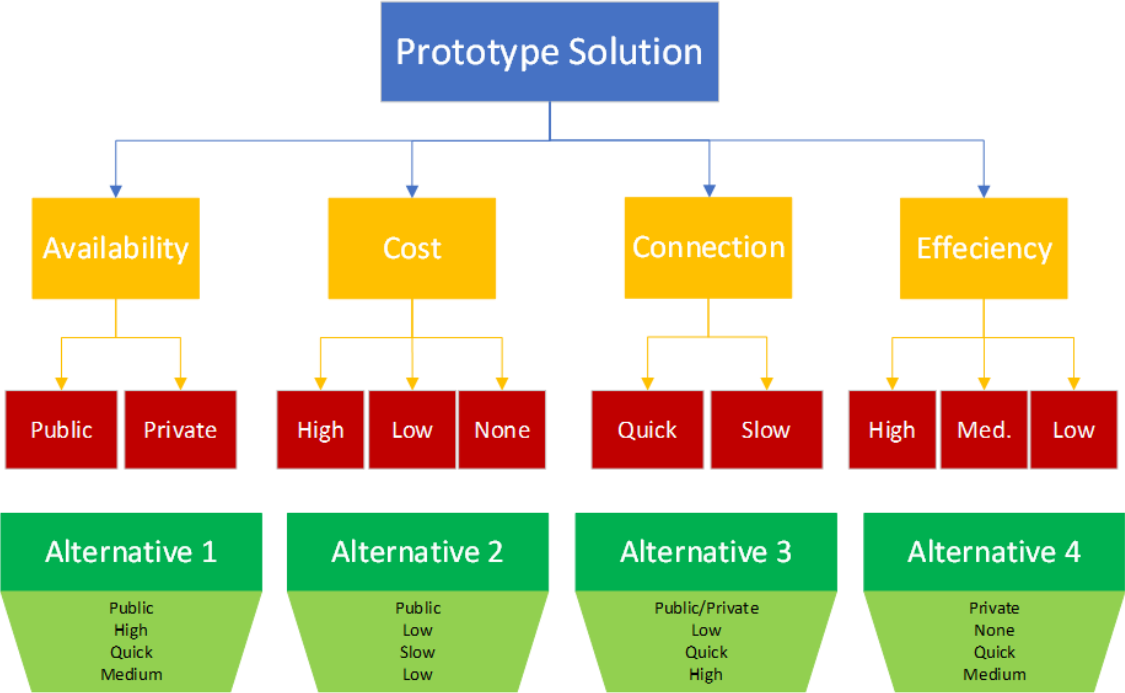 Prototype Solution
Availability
Cost
Connection
Effeciency
Public
Private
High
Low
None
Quick
Slow
High
Med.
Low
Alternative 1
Public
High
Quick
Medium
Alternative 2
Public
Low
Slow
Low
Alternative 3
Public/Private
Low
Quick
High
Alternative 4
Private
None
Quick
Medium